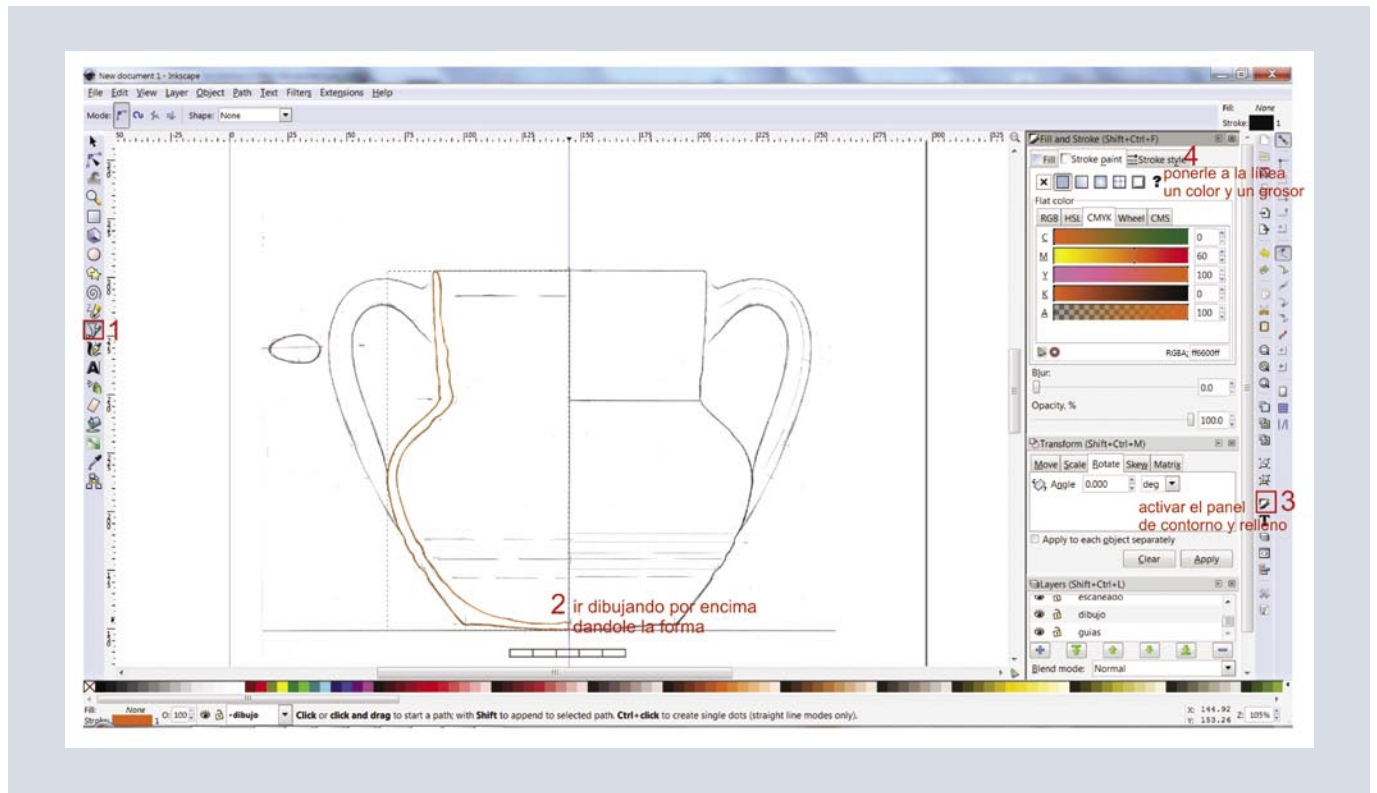 New document 1 - Inkscape
File Edit View Layer Object Path Text Filters Extensions Help
Mode: Shape: None
Fill: None
Stroke: 1
Fill and Stroke (Shift+Ctrl+F)
Fill Stroke paint Stroke style
4
ponerle a la línea
un color y un grosor
?
Flat color
RGB HSL CMYK Wheel CMS
C 0
M 60
Y 100
K 0
A 100
RGBA: ff6600ff
Blur:
0.0
Opacity, %
100.0
Transform (Shift+Ctrl+M)
Move Scale Rotate Skew Matrix
Angle 0.000 deg
activar el panel
de contorno y relleno
3
Apply to each object separately
Clear Apply
Layers (Shift+Ctrl+L)
escaneado
dibujo
guias
Blend mode: Normal
1
2 ir dibujando por encima
dandole la forma
Fill: None
Stroke: 1 O: 100 -dibujo Click or click and drag to start a path; with Shift to append to selected path. Ctrl+click to create single dots (straight line modes only).
X: 144.92
Y: 153.26
Z: 105%